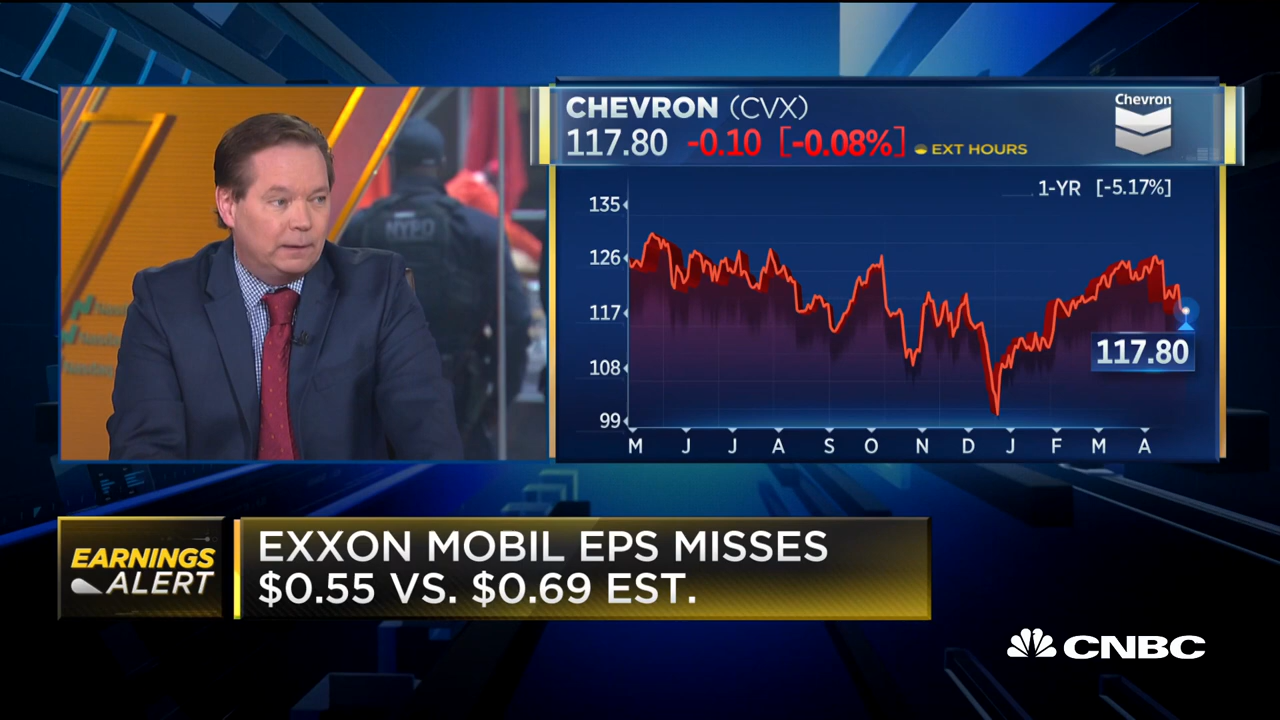 NYPD
CHEVRON (CVX)
117.80 -0.10 [-0.08%] EXT HOURS
Chevron
1-YR [-5.17%]
135
126
117
108
99
117.80
M J J A S O N D J F M A
EARNINGS
ALERT
EXXON MOBIL EPS MISSES
$0.55 VS. $0.69 EST.
CNBC